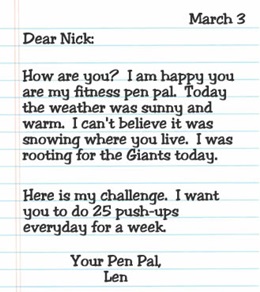 March 3
Dear Nick:
How are you? I am happy you
are my fitness pen pal. Today
the weather was sunny and
warm. I can't believe it was
snowing where you live. I was
rooting for the Giants today.
Here is my challenge. I want
you to do 25 push-ups
everyday for a week.
Your Pen Pal,
Len